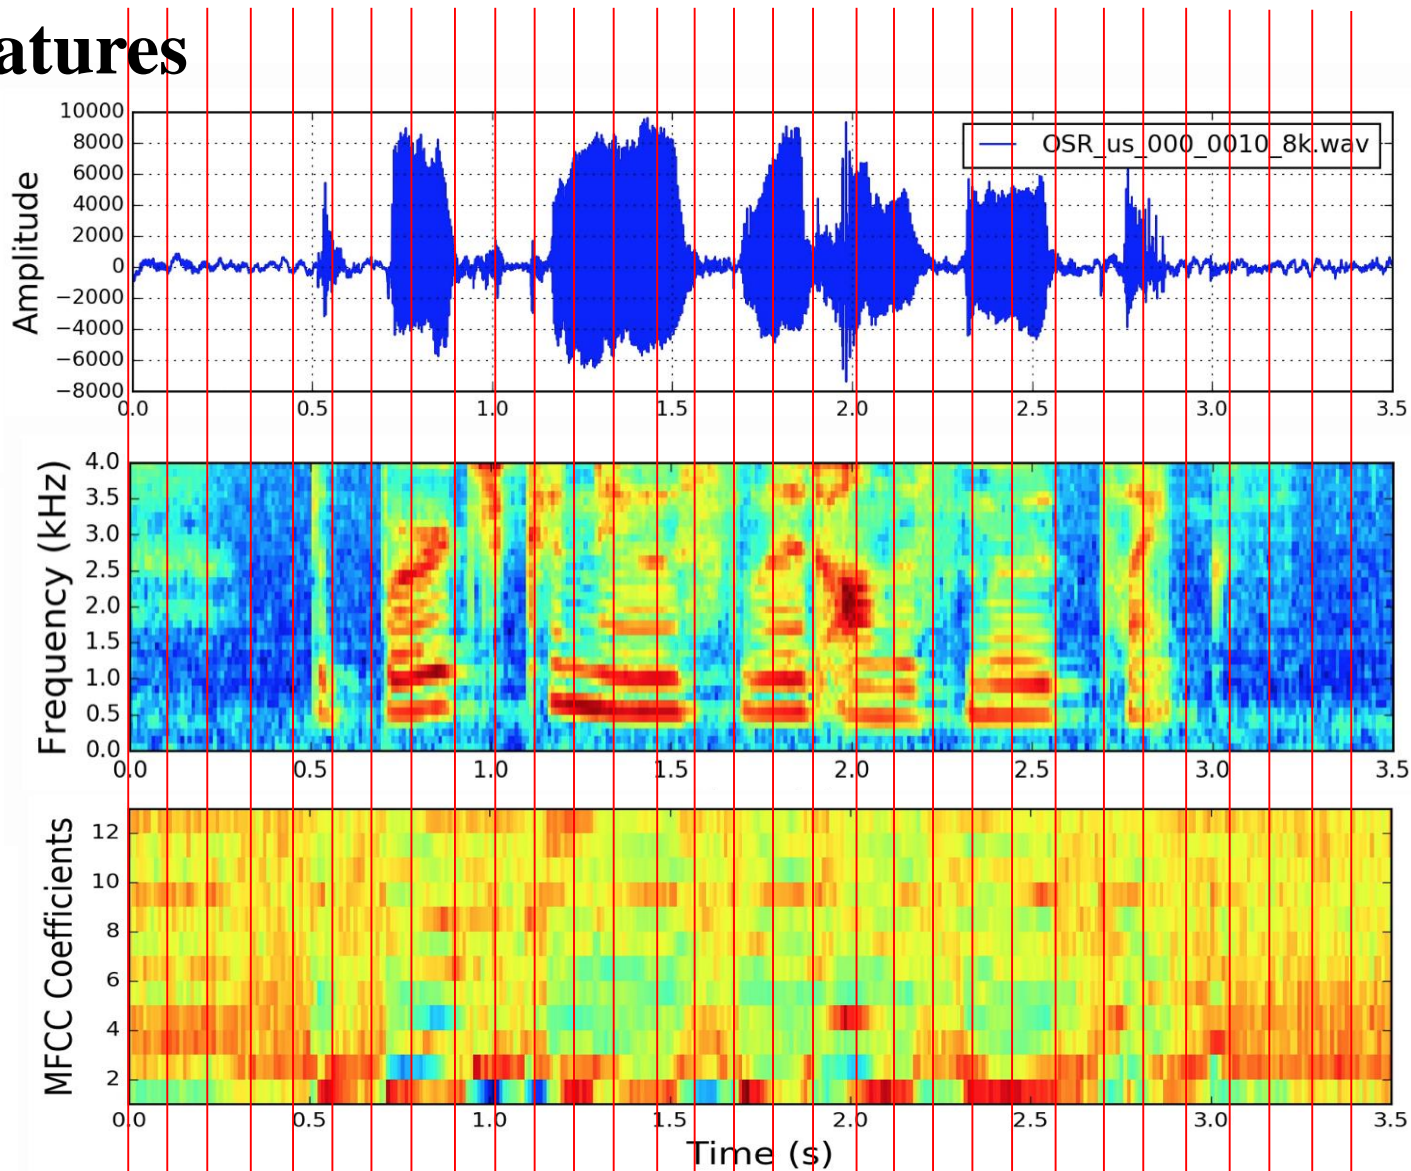 atures
10000
8000
6000
4000
2000
0
−2000
−4000
−6000
−8000
Amplitude
OSR_us_000_0010_8k.wav
0.0 0.5 1.0 1.5 2.0 2.5 3.0 3.5
4.0
3.5
3.0
2.5
2.0
1.5
1.0
0.5
0.0
Frequency (kHz)
0.0 0.5 1.0 1.5 2.0 2.5 3.0 3.5
12
10
8
6
4
2
MFCC Coefficients
0.0 0.5 1.0 1.5 2.0 2.5 3.0 3.5
Time (s)